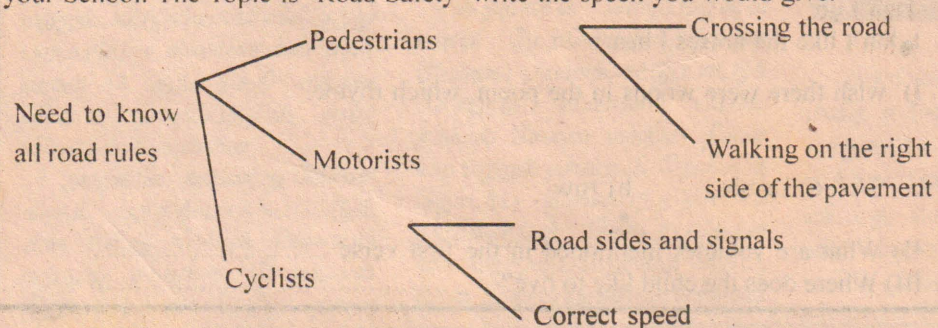 your School. The Topic is "Road Safety" Write the speech you would give
Crossing the road
Pedestrians
Need to know
all road rules
Motorists
Walking on the right
side of the pavement
Road sides and signals
Cyclists
Correct speed